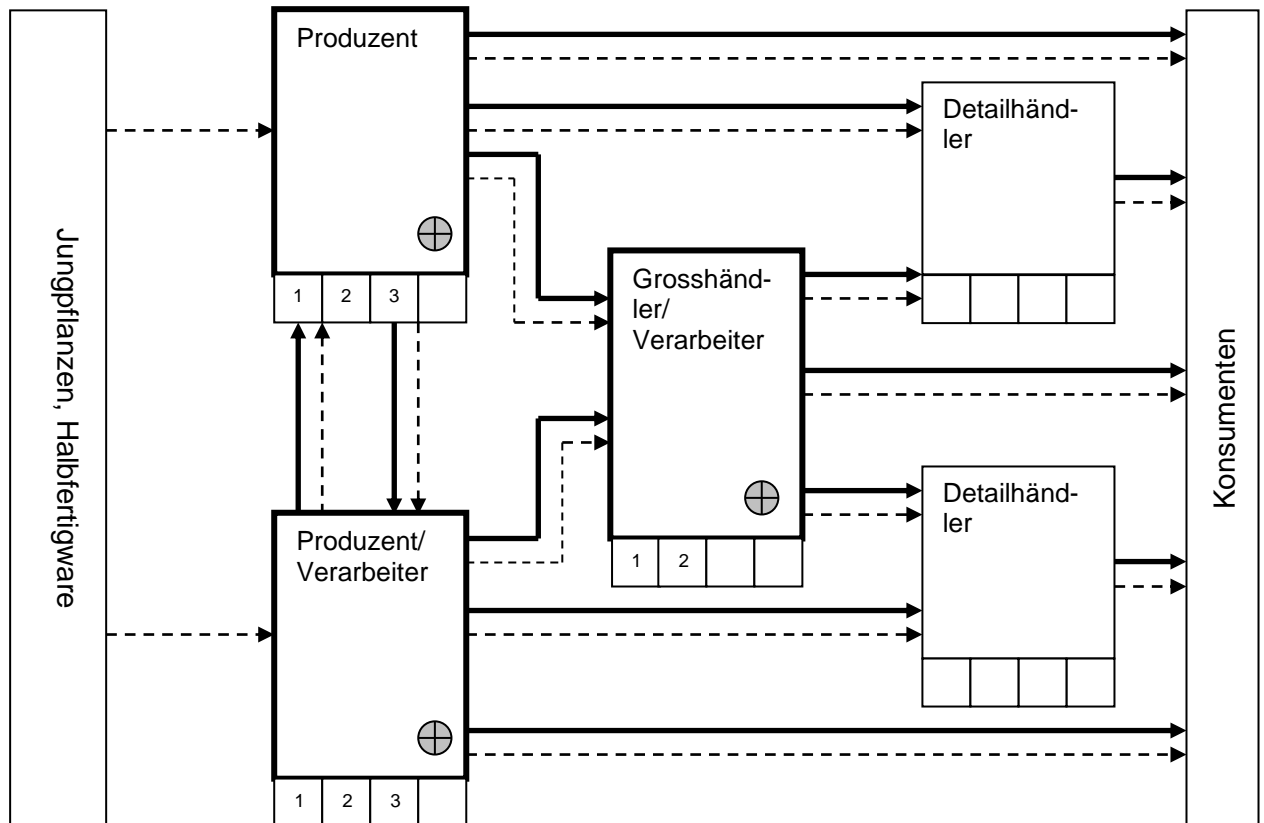 Jungpflanzen, Halbfertigware
Produzent
1 2 3
Produzent/
Verarbeiter
1 2 3
Grosshänd-
ler/
Verarbeiter
1 2
Detailhänd-
ler
Detailhänd-
ler
Konsumenten